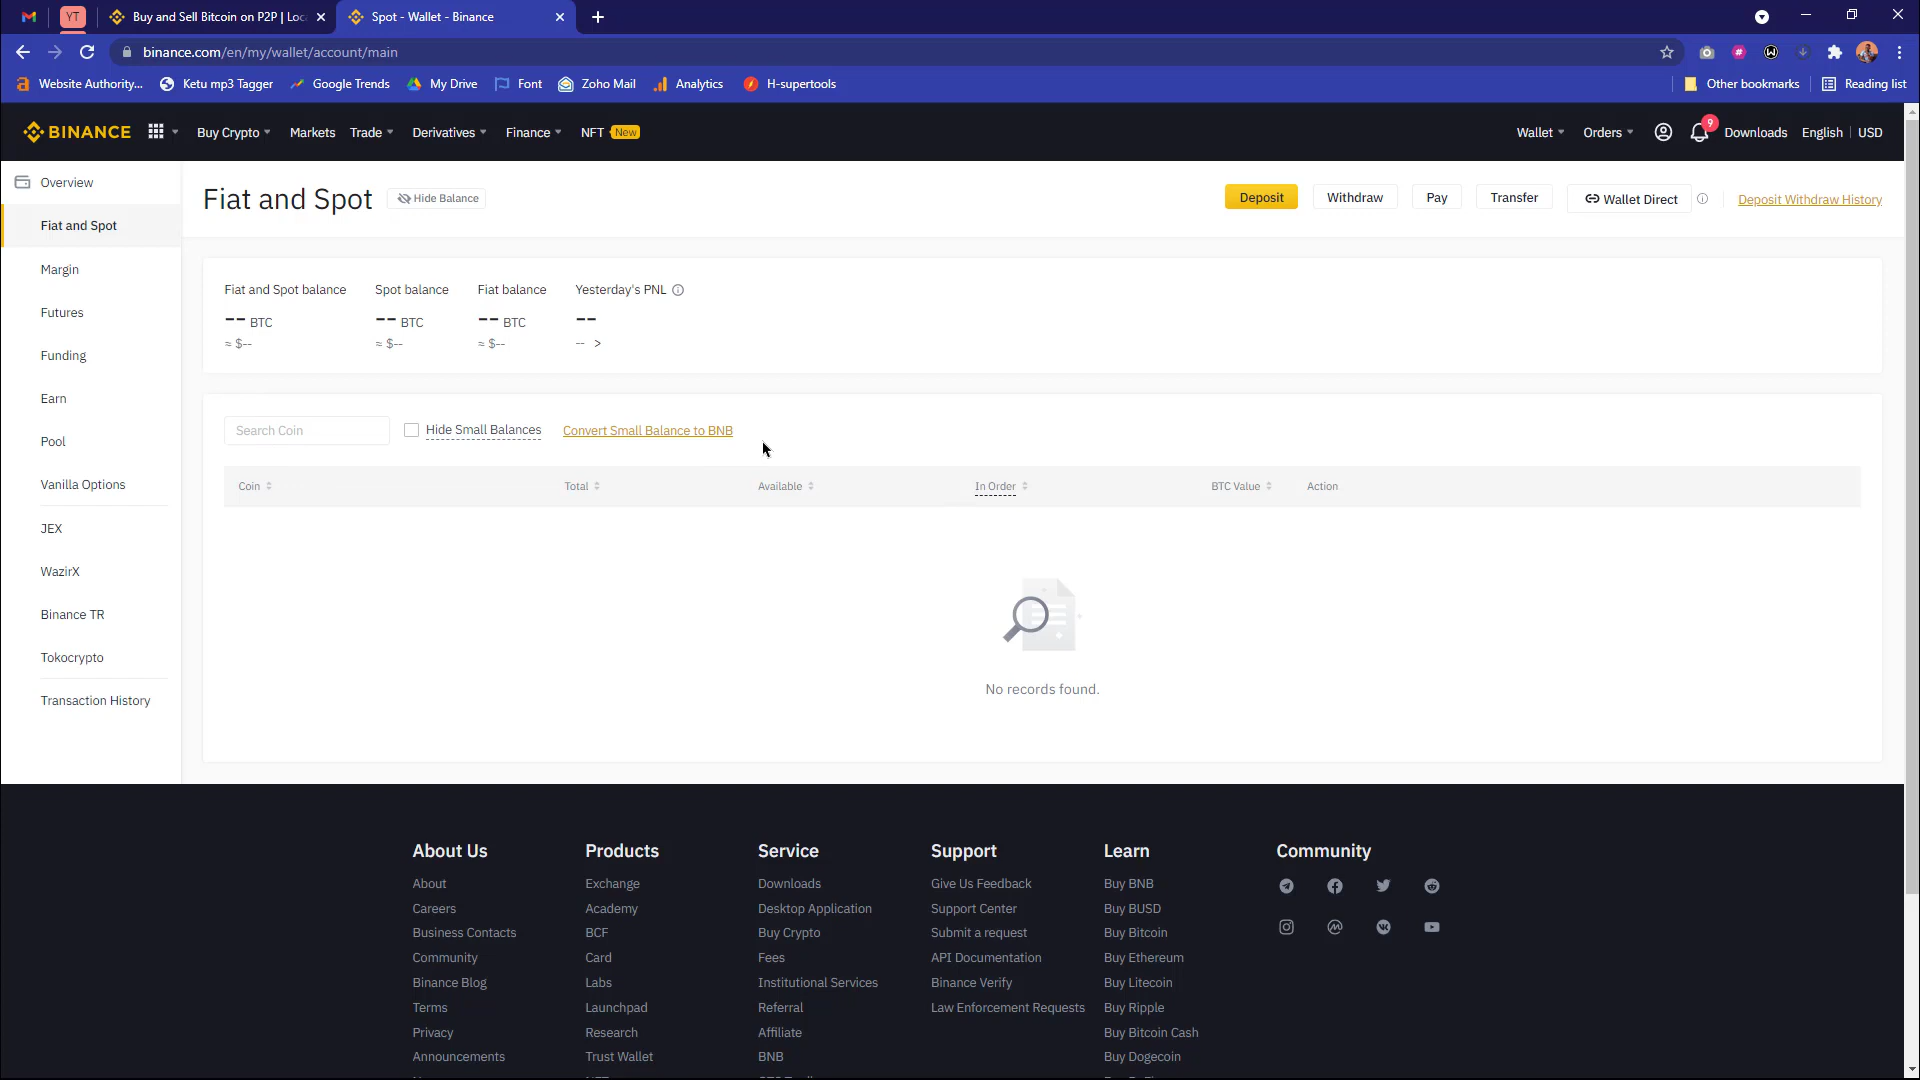 YT
Buy and Sell Bitcoin on P2P | Loc
Spot - Wallet - Binance
binance.com/en/my/wallet/account/main
Website Authority...
Ketu mp3 Tagger
Google Trends
My Drive
Font
Zoho Mail
Analytics
H-supertools
Other bookmarks
Reading list
BINANCE
Buy Crypto
Markets
Trade
Derivatives
Finance
NFT
New
Wallet
Orders
9
Downloads
English
USD
Overview
Fiat and Spot
Margin
Futures
Funding
Earn
Pool
Vanilla Options
JEX
WazirX
Binance TR
Tokocrypto
Transaction History
Fiat and Spot
Hide Balance
Deposit
Withdraw
Pay
Transfer
Wallet Direct
Deposit Withdraw History
Fiat and Spot balance
-- BTC
≈ $--
Spot balance
-- BTC
≈ $--
Fiat balance
-- BTC
≈ $--
Yesterday's PNL
--
-- >
Search Coin
Hide Small Balances
Convert Small Balance to BNB
Coin
Total
Available
In Order
BTC Value
Action
No records found.
About Us
About
Careers
Business Contacts
Community
Binance Blog
Terms
Privacy
Announcements
Products
Exchange
Academy
BCF
Card
Labs
Launchpad
Research
Trust Wallet
Service
Downloads
Desktop Application
Buy Crypto
Fees
Institutional Services
Referral
Affiliate
BNB
Support
Give Us Feedback
Support Center
Submit a request
API Documentation
Binance Verify
Law Enforcement Requests
Learn
Buy BNB
Buy BUSD
Buy Bitcoin
Buy Ethereum
Buy Litecoin
Buy Ripple
Buy Bitcoin Cash
Buy Dogecoin
Community